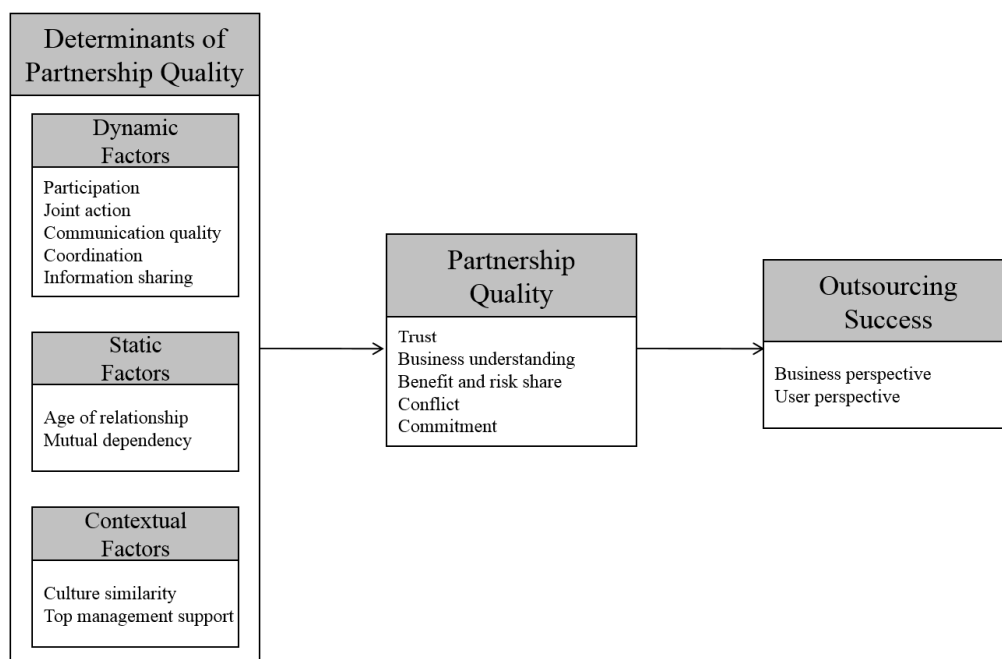 Determinants of
Partnership Quality
Dynamic
Factors
Participation
Joint action
Communication quality
Coordination
Information sharing
Static
Factors
Age of relationship
Mutual dependency
Contextual
Factors
Culture similarity
Top management support
Partnership
Quality
Trust
Business understanding
Benefit and risk share
Conflict
Commitment
Outsourcing
Success
Business perspective
User perspective